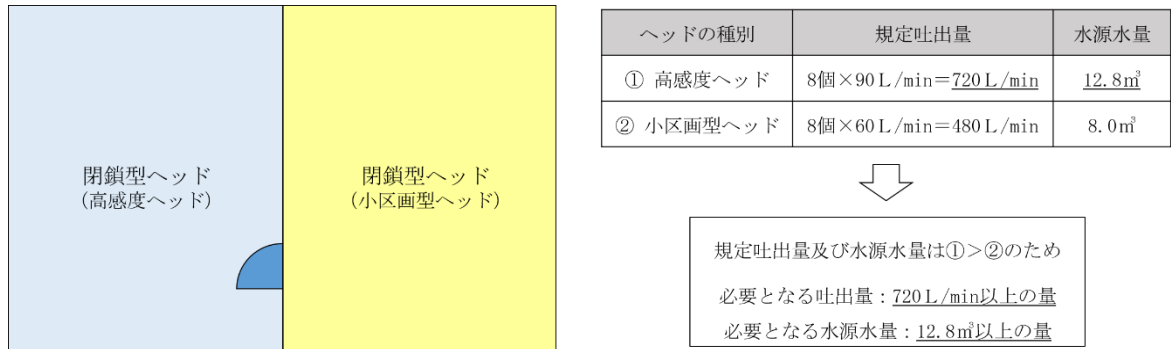 閉鎖型ヘッド
（高感度ヘッド）
閉鎖型ヘッド
（小区画型ヘッド）
ヘッドの種別 規定吐出量 水源水量
① 高感度ヘッド 8個×90Ｌ/min＝720Ｌ/min 12.8㎥
② 小区画型ヘッド 8個×60Ｌ/min＝480Ｌ/min 8.0㎥
規定吐出量及び水源水量は①＞②のため
必要となる吐出量：720Ｌ/min以上の量
必要となる水源水量：12.8㎥以上の量